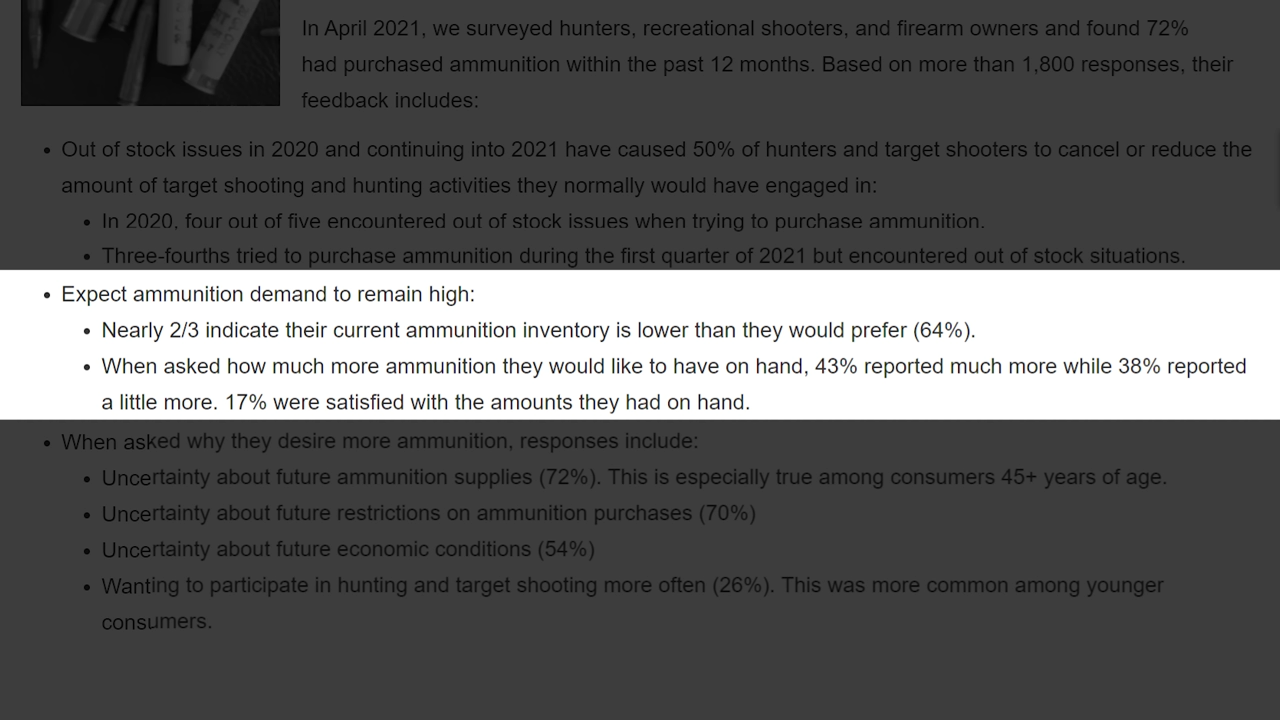 In April 2021, we surveyed hunters, recreational shooters, and firearm owners and found 72%
had purchased ammunition within the past 12 months. Based on more than 1,800 responses, their
feedback includes:
• Out of stock issues in 2020 and continuing into 2021 have caused 50% of hunters and target shooters to cancel or reduce the
amount of target shooting and hunting activities they normally would have engaged in:
• In 2020, four out of five encountered out of stock issues when trying to purchase ammunition.
• Three-fourths tried to purchase ammunition during the first quarter of 2021 but encountered out of stock situations.
• Expect ammunition demand to remain high:
• Nearly 2/3 indicate their current ammunition inventory is lower than they would prefer (64%).
• When asked how much more ammunition they would like to have on hand, 43% reported much more while 38% reported
a little more. 17% were satisfied with the amounts they had on hand.
• When asked why they desire more ammunition, responses include:
• Uncertainty about future ammunition supplies (72%). This is especially true among consumers 45+ years of age.
• Uncertainty about future restrictions on ammunition purchases (70%)
• Uncertainty about future economic conditions (54%)
• Wanting to participate in hunting and target shooting more often (26%). This was more common among younger
consumers.